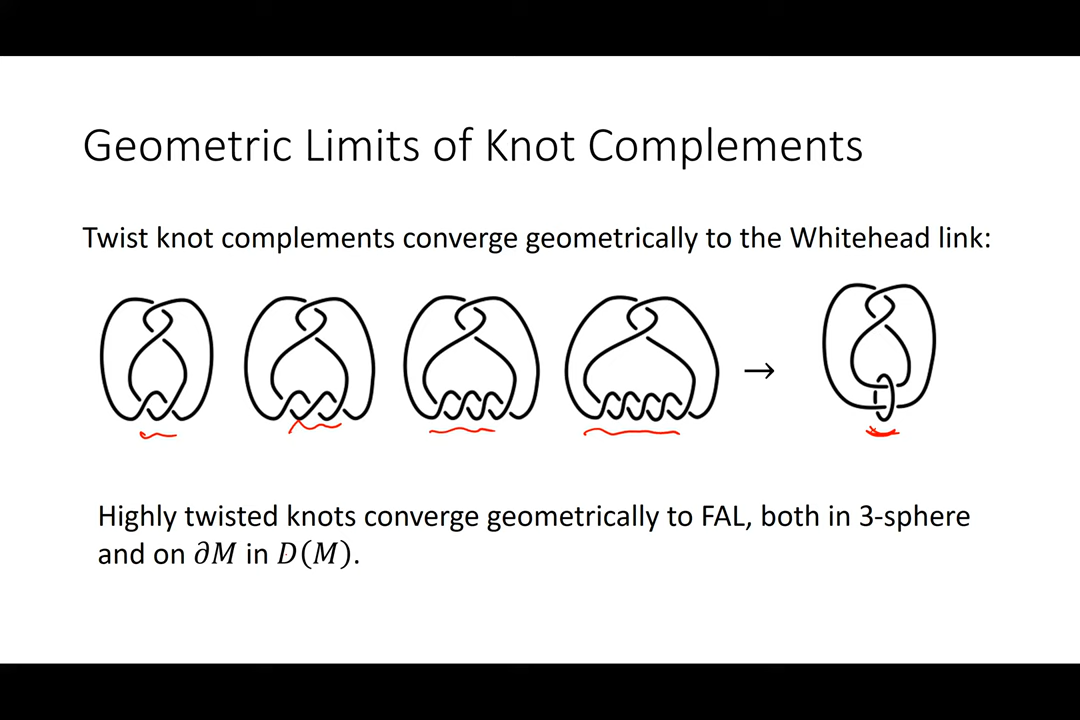 Geometric Limits of Knot Complements
Twist knot complements converge geometrically to the Whitehead link:
→
Highly twisted knots converge geometrically to FAL, both in 3-sphere
and on ∂M in D(M).